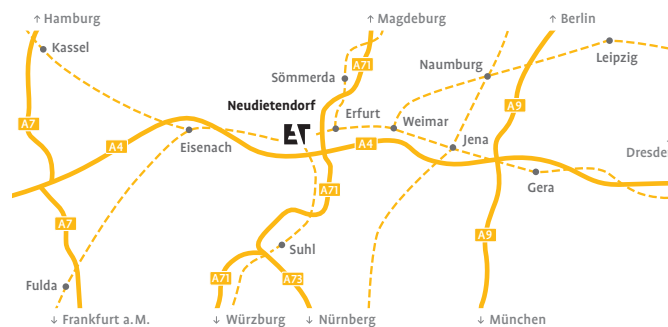 ↑ Hamburg
↑ Magdeburg
↑ Berlin
Kassel
Leipzig
Naumburg
A71
Sömmerda
Neudietendorf
A9
Erfurt
Weimar
A7
ET
A4
Eisenach
A4
Jena
Dresde
Gera
A71
A7
A9
Suhl
A71
A73
Fulda
↓ Frankfurt a.M.
↓ Würzburg
↓ Nürnberg
↓ München